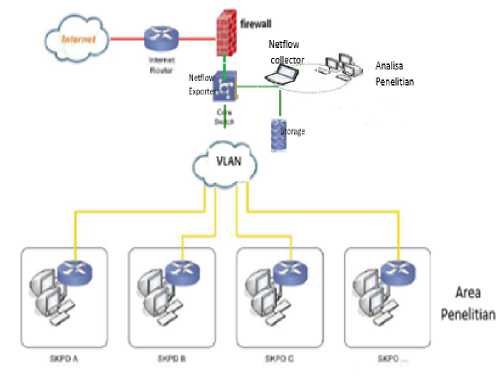 firewall
Internet
Internet
Router
Netflow
collector
Analisa
Penelitian
Netflow
Exporter
Core
Switch
Storage
VLAN
Area
Penelitian
SKPD A
SKPD B
SKPD C
SKPD ...